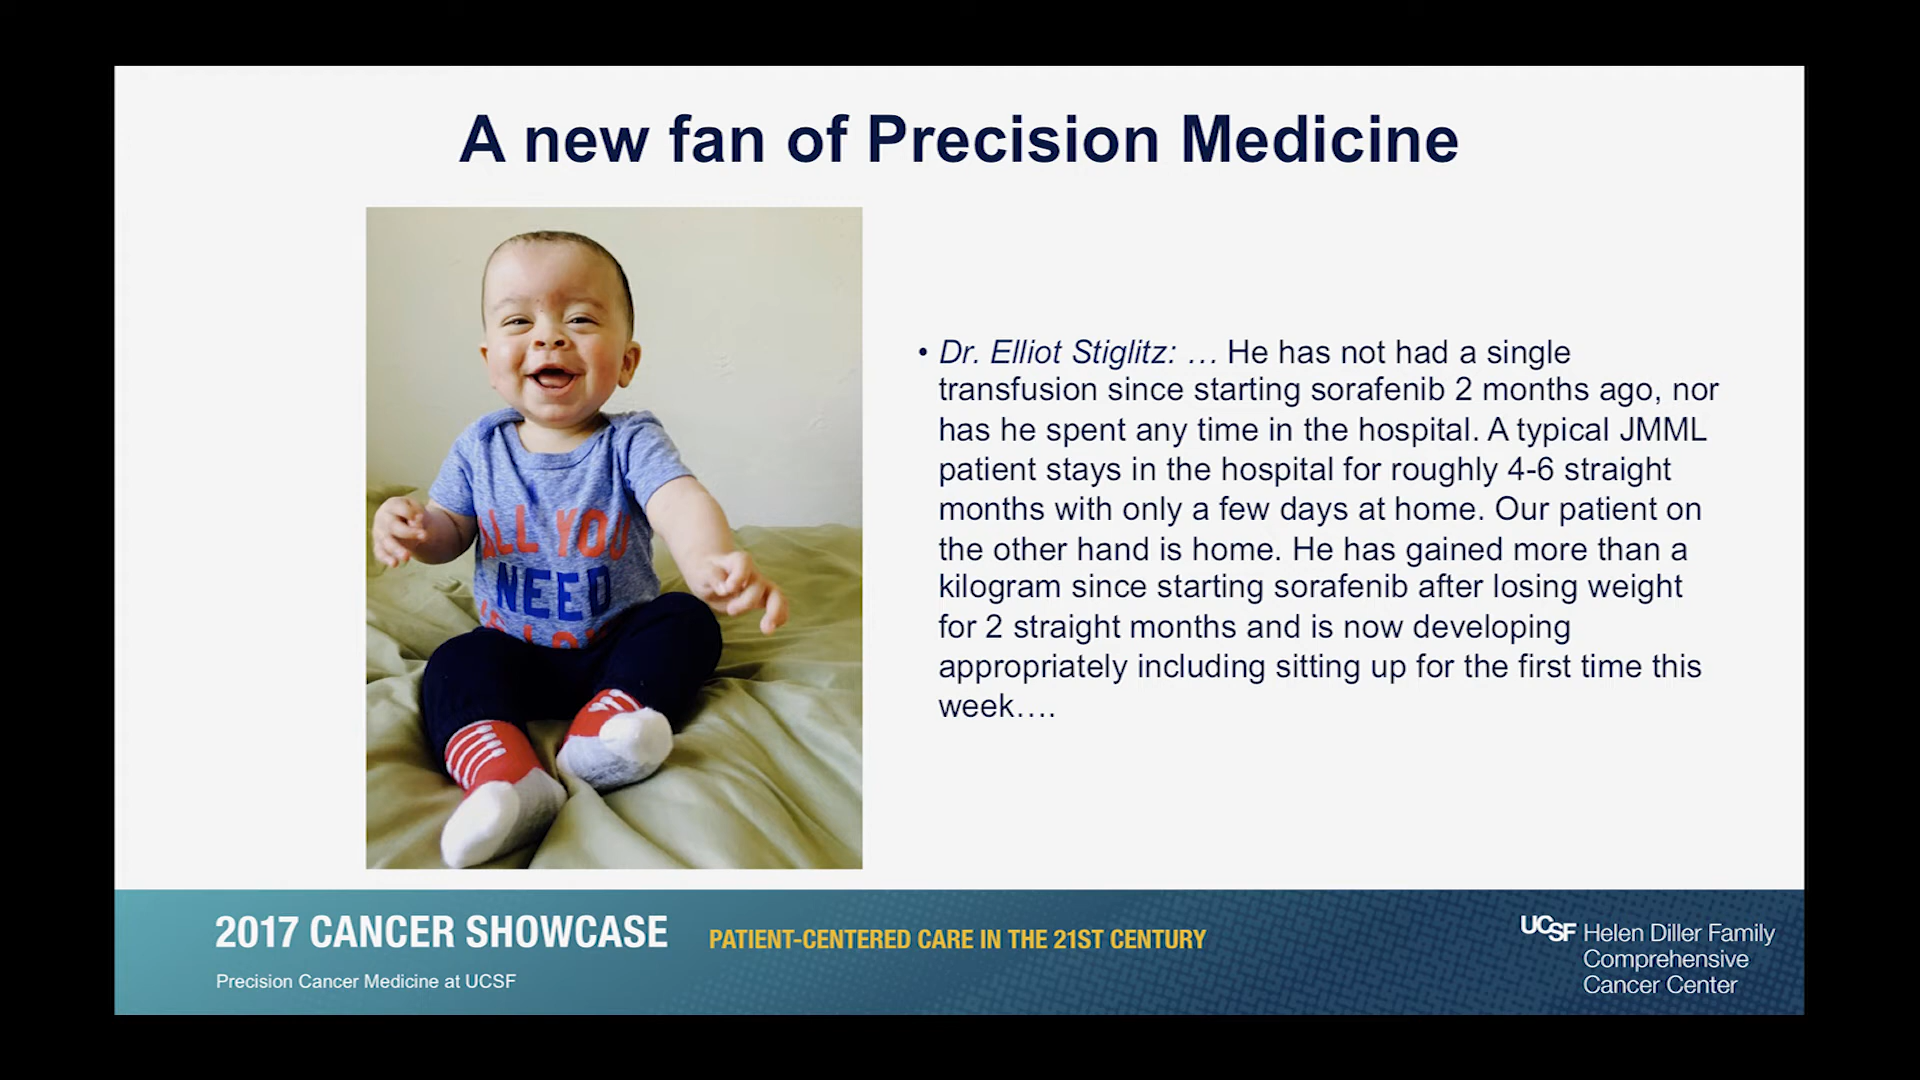 A new fan of Precision Medicine
ALL YOU
NEED
• Dr. Elliot Stiglitz: … He has not had a single
transfusion since starting sorafenib 2 months ago, nor
has he spent any time in the hospital. A typical JMML
patient stays in the hospital for roughly 4-6 straight
months with only a few days at home. Our patient on
the other hand is home. He has gained more than a
kilogram since starting sorafenib after losing weight
for 2 straight months and is now developing
appropriately including sitting up for the first time this
week….
2017 CANCER SHOWCASE
PATIENT-CENTERED CARE IN THE 21ST CENTURY
Precision Cancer Medicine at UCSF
UCSF Helen Diller Family
Comprehensive
Cancer Center